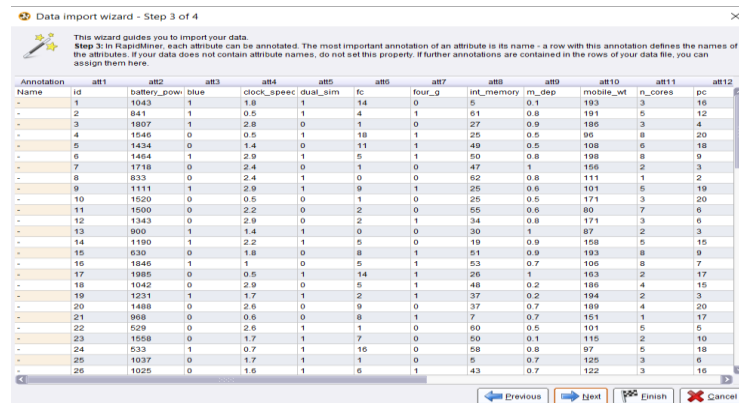 Data import wizard - Step 3 of 4
This wizard guides you to import your data.
Step 3: In RapidMiner, each attribute can be annotated. The most important annotation of an attribute is its name - a row with this annotation defines the names of
the attributes. If your data does not contain attribute names, do not set this property. If further annotations are contained in the rows of your data file, you can
assign them here.
Annotation att1 att2 att3 att4 att5 att6 att7 att8 att9 att10 att11 att12
Name id battery_powe blue clock_speed dual_sim fc four_g int_memory m_dep mobile_wt n_cores pc
- 1 1043 1 1.8 1 14 0 5 0.1 193 3 16
- 2 841 1 0.5 1 4 1 61 0.8 191 5 12
- 3 1807 1 2.8 0 1 0 27 0.9 186 3 4
- 4 1546 0 0.5 1 18 1 25 0.5 96 8 20
- 5 1434 0 1.4 0 11 1 49 0.5 108 6 18
- 6 1464 1 2.9 1 5 1 50 0.8 198 8 9
- 7 1718 0 2.4 0 1 0 47 1 156 2 3
- 8 833 0 2.4 1 0 0 62 0.8 111 1 2
- 9 1111 1 2.9 1 9 1 25 0.6 101 5 19
- 10 1520 0 0.5 0 1 0 25 0.5 171 3 20
- 11 1500 0 2.2 0 2 0 55 0.6 80 7 6
- 12 1343 0 2.9 0 2 1 34 0.8 171 3 6
- 13 900 1 1.4 1 0 0 30 1 87 2 3
- 14 1190 1 2.2 1 5 0 19 0.9 158 5 15
- 15 630 0 1.8 0 8 1 51 0.9 193 8 9
- 16 1846 1 1 0 5 1 53 0.7 106 8 7
- 17 1985 0 0.5 1 14 1 26 1 163 2 17
- 18 1042 0 2.9 0 5 1 48 0.2 186 4 15
- 19 1231 1 1.7 1 2 1 37 0.2 194 2 3
- 20 1488 0 2.6 0 9 0 37 0.7 189 4 20
- 21 968 0 0.6 0 8 1 7 0.7 151 1 17
- 22 529 0 2.6 1 1 0 60 0.5 101 5 5
- 23 1558 0 1.7 1 7 0 50 0.1 115 2 10
- 24 533 1 0.7 1 16 0 58 0.8 97 5 18
- 25 1037 0 1.7 1 1 0 5 0.7 125 3 6
- 26 1025 0 1.6 1 6 1 43 0.7 122 3 16
Previous Next Finish Cancel